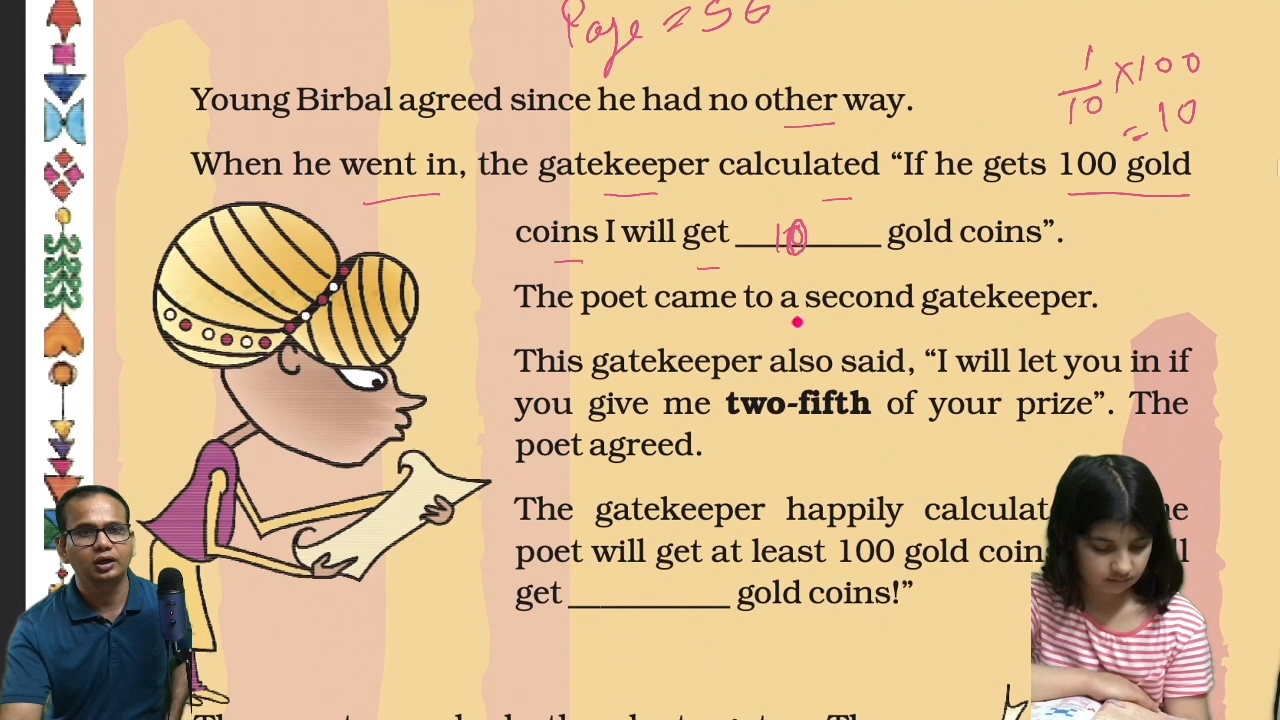 Page = 56
1/10 × 100
= 10
Young Birbal agreed since he had no other way.
When he went in, the gatekeeper calculated “If he gets 100 gold
coins I will get ___10___ gold coins”.
The poet came to a second gatekeeper.
This gatekeeper also said, “I will let you in if
you give me two-fifth of your prize”. The
poet agreed.
The gatekeeper happily
poet will get at least 100 gold
get __________ gold coins!”